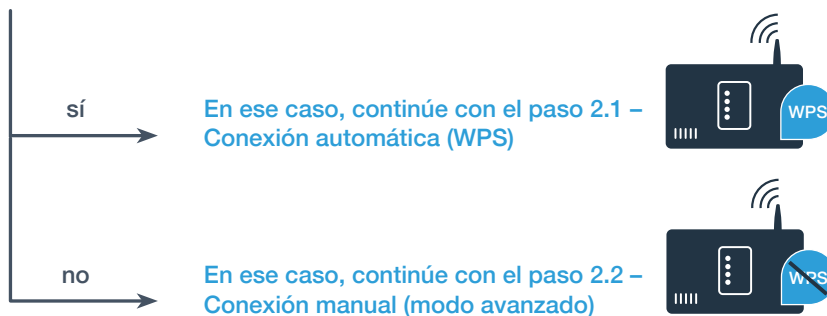 sí
En ese caso, continúe con el paso 2.1 –
Conexión automática (WPS)
WPS
no
En ese caso, continúe con el paso 2.2 –
Conexión manual (modo avanzado)
WPS